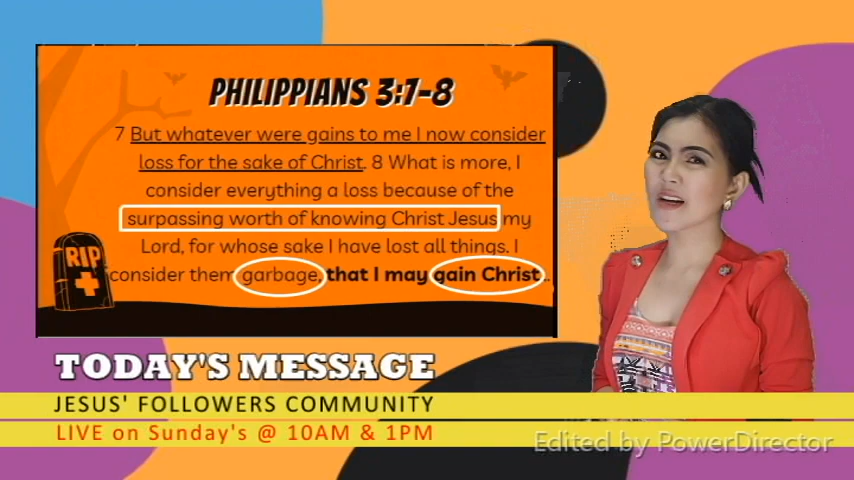 PHILIPPIANS 3:7-8
7 But whatever were gains to me I now consider
loss for the sake of Christ. 8 What is more, I
consider everything a loss because of the
surpassing worth of knowing Christ Jesus my
Lord, for whose sake I have lost all things. I
consider them garbage, that I may gain Christ.
RIP
TODAY'S MESSAGE
JESUS' FOLLOWERS COMMUNITY
LIVE on Sunday's @ 10AM & 1PM
Edited by PowerDirector